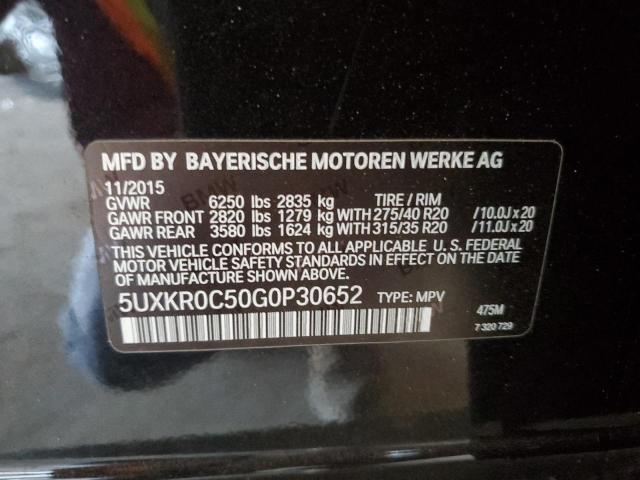 MFD BY BAYERISCHE MOTOREN WERKE AG
11/2015
GVWR 6250 lbs 2835 kg TIRE / RIM
GAWR FRONT 2820 lbs 1279 kg WITH 275/40 R20 /10.0J x 20
GAWR REAR 3580 lbs 1624 kg WITH 315/35 R20 /11.0J x 20
THIS VEHICLE CONFORMS TO ALL APPLICABLE U. S. FEDERAL
MOTOR VEHICLE SAFETY STANDARDS IN EFFECT ON THE DATE
OF MANUFACTURE SHOWN ABOVE.
5UXKR0C50G0P30652 TYPE: MPV 475M
7 320 729